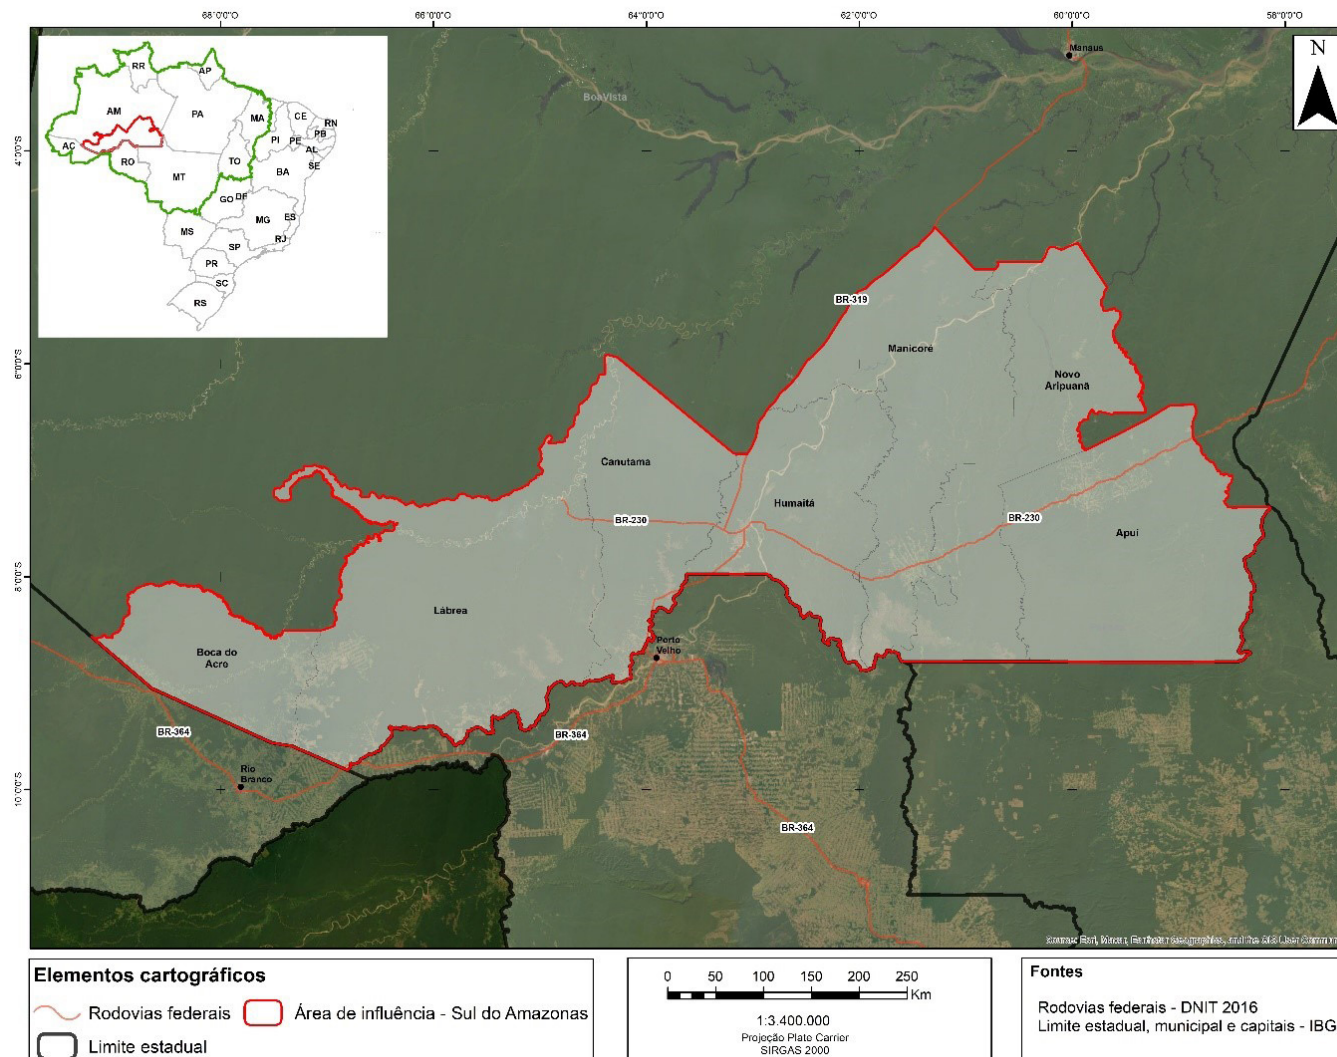 68°0'0"O
66°0'0"O
64°0'0"O
62°0'0"O
60°0'0"O
58°0'0"O
RR
AP
AM
PA
MA
CE
RN
PB
PI
PE
AL
SE
AC
RO
TO
BA
MT
GO
DF
MG
ES
MS
SP
RJ
PR
SC
RS
Manaus
BoaVista
N
4°0'0"S
6°0'0"S
8°0'0"S
10°0'0"S
BR-319
Manicoré
Novo
Aripuanã
Canutama
Humaitá
BR-230
BR-230
Apuí
Lábrea
Boca do
Acre
Porto
Velho
BR-364
BR-364
Rio
Branco
BR-364
Elementos cartográficos
Rodovias federais
Área de influência - Sul do Amazonas
Limite estadual
0 50 100 150 200 250
Km
1:3.400.000
Projeção Plate Carrier
SIRGAS 2000
Fontes
Rodovias federais - DNIT 2016
Limite estadual, municipal e capitais - IBG